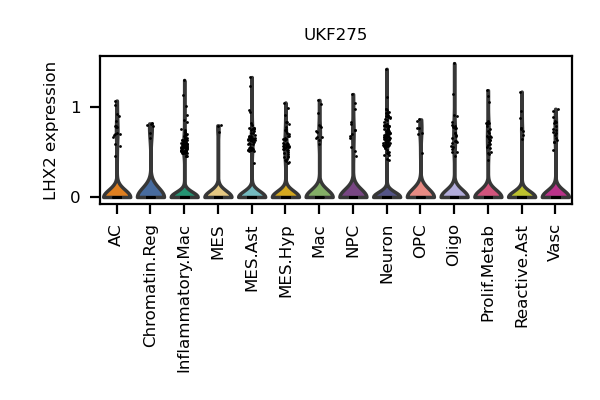 UKF275
LHX2 expression
1
0
AC
Chromatin.Reg
Inflammatory.Mac
MES
MES.Ast
MES.Hyp
Mac
NPC
Neuron
OPC
Oligo
Prolif.Metab
Reactive.Ast
Vasc